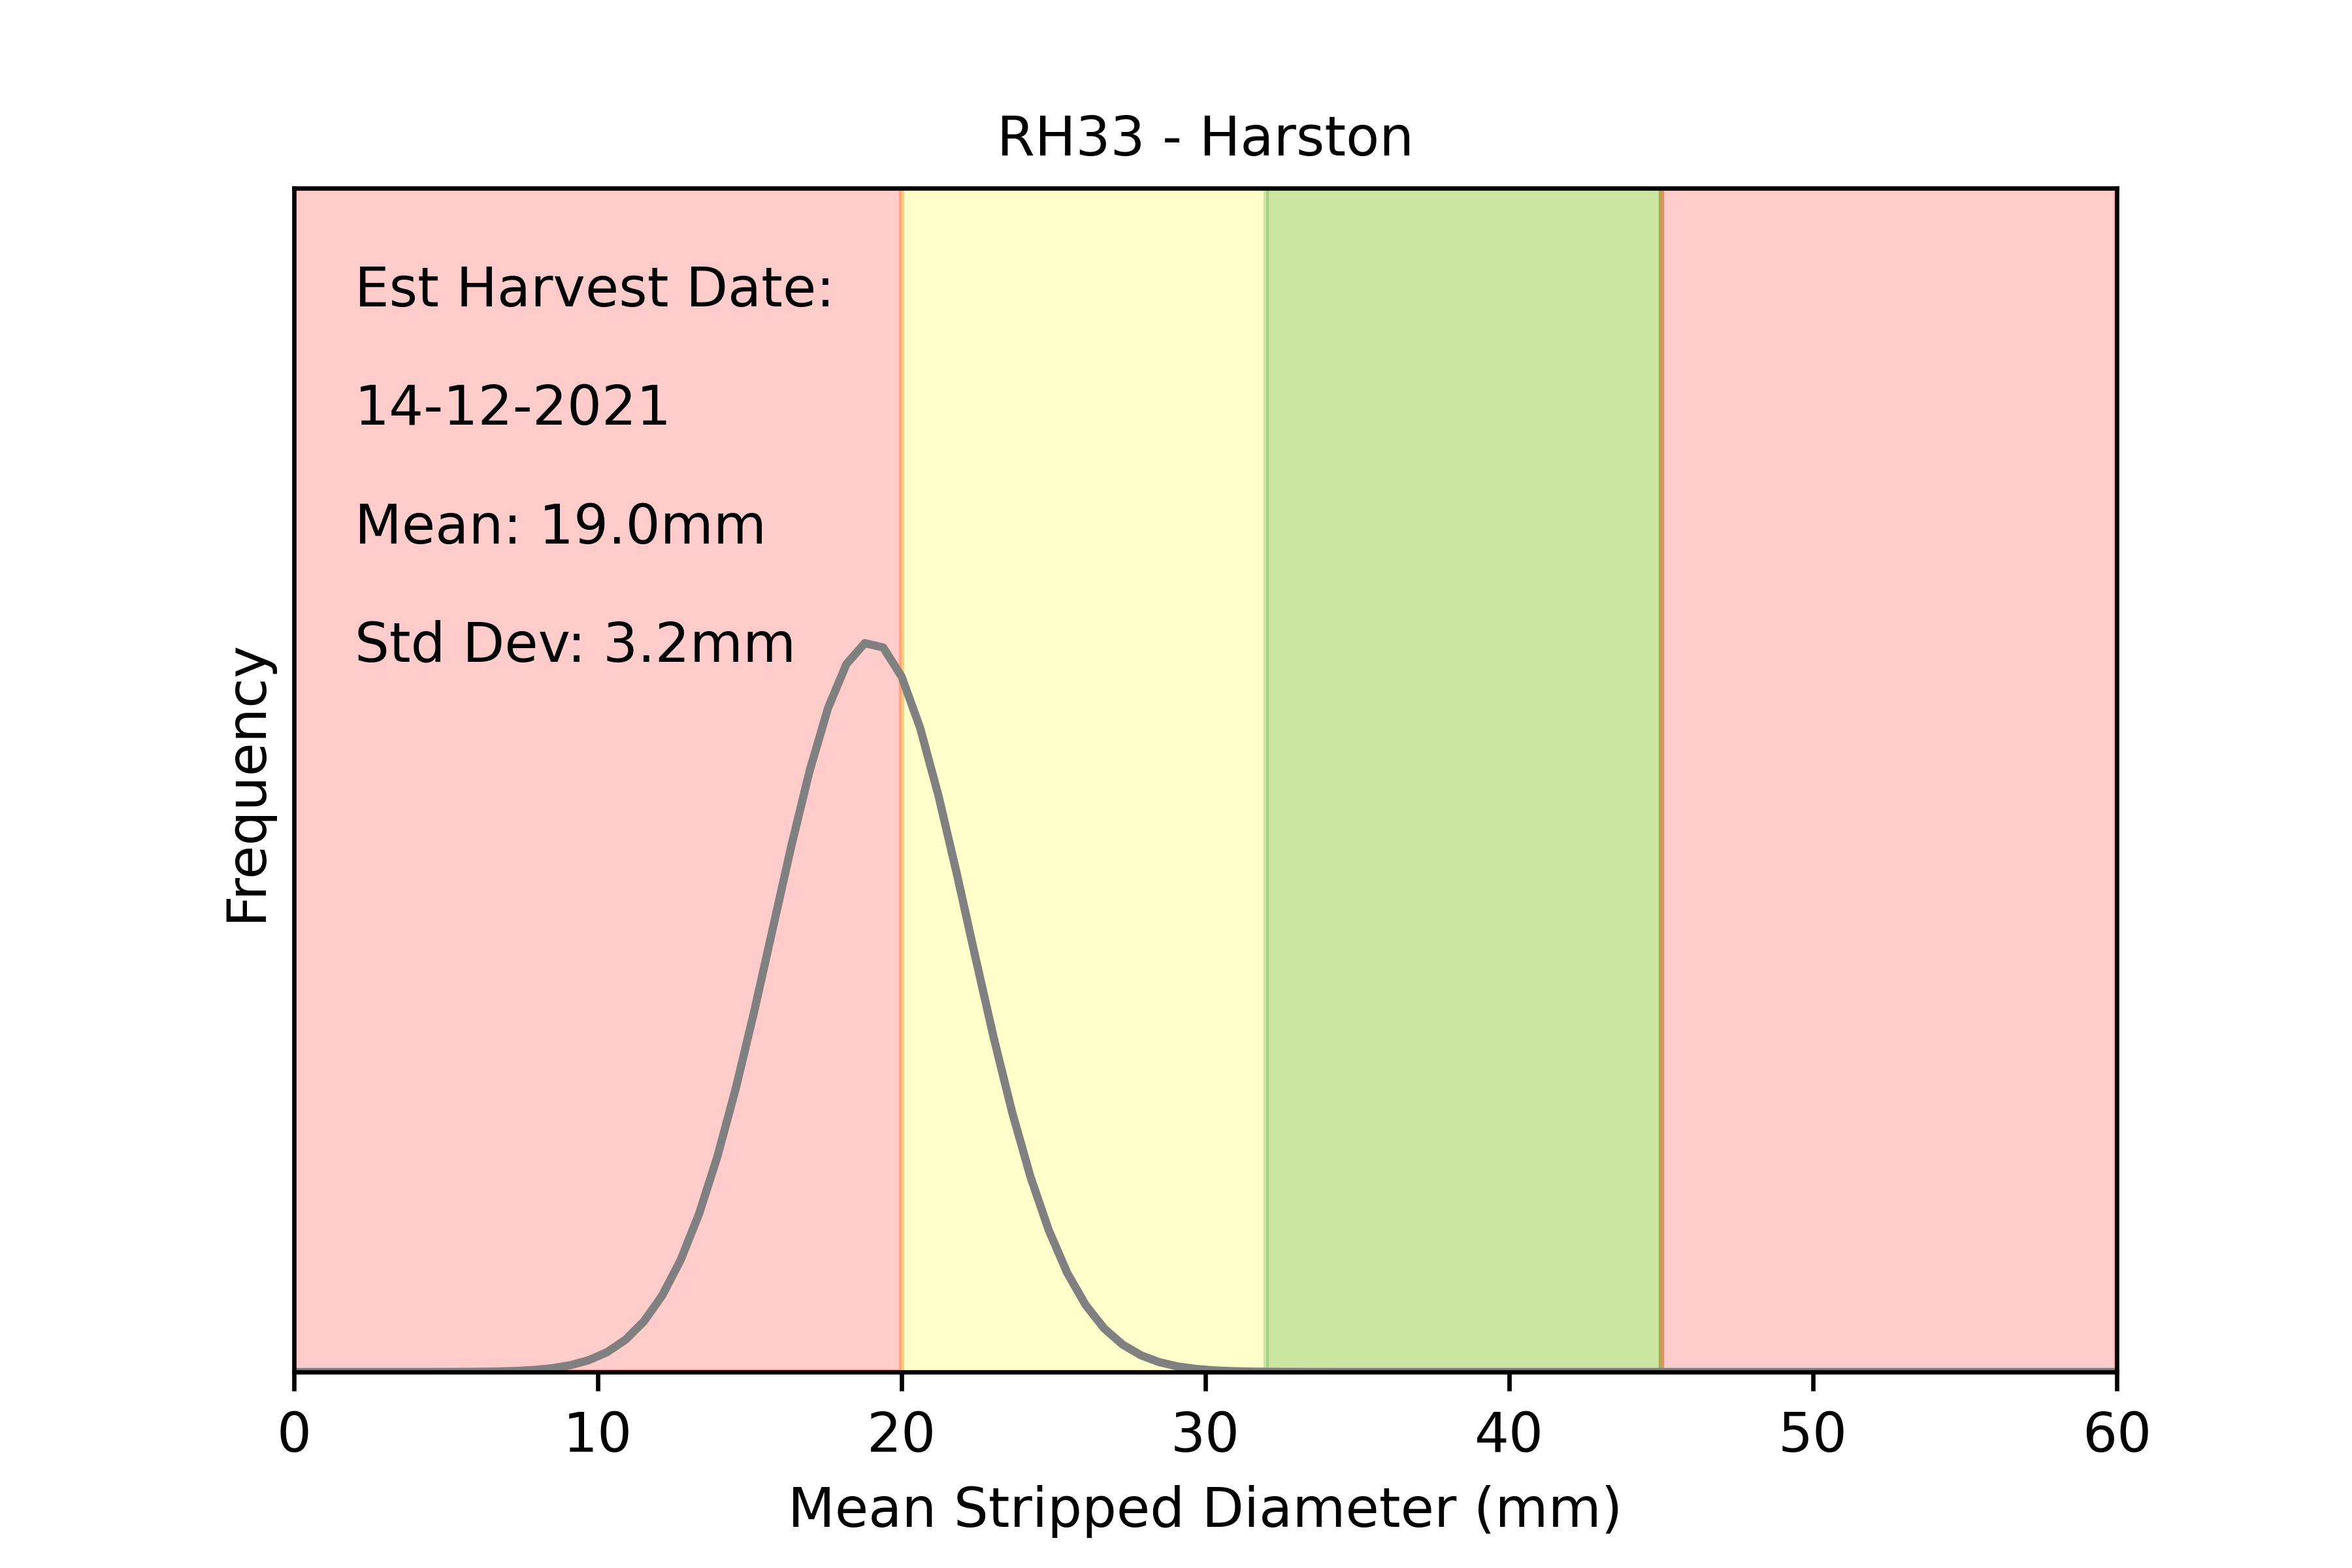 RH33 - Harston
Est Harvest Date:
14-12-2021
Mean: 19.0mm
Std Dev: 3.2mm
Frequency
0 10 20 30 40 50 60
Mean Stripped Diameter (mm)